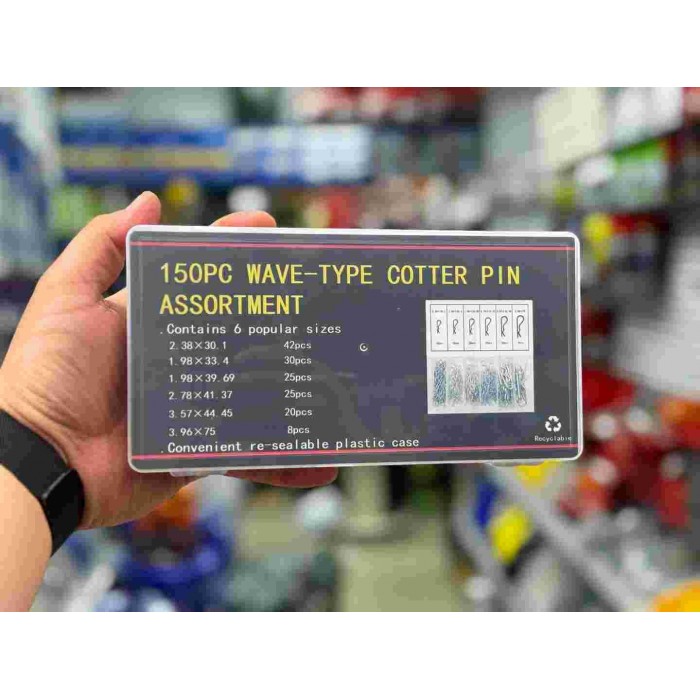 150PC WAVE-TYPE COTTER PIN
ASSORTMENT
.Contains 6 popular sizes
2.38×30.1 42pcs
1.98×33.4 30pcs
1.98×39.69 25pcs
2.78×41.37 25pcs
3.57×44.45 20pcs
3.96×75 8pcs
.Convenient re-sealable plastic case
Recyclable